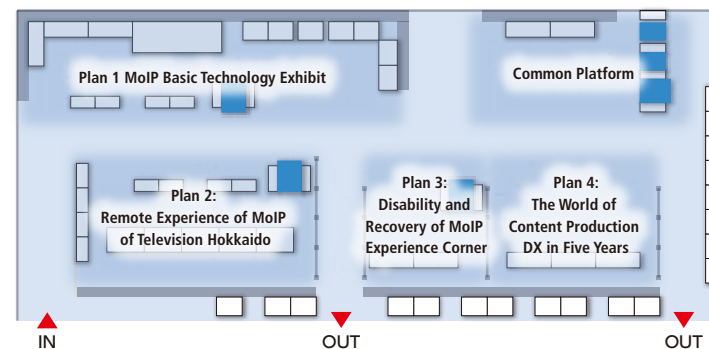 Plan 1 MoIP Basic Technology Exhibit
Common Platform
Plan 2:
Remote Experience of MoIP
of Television Hokkaido
Plan 3:
Disability and
Recovery of MoIP
Experience Corner
Plan 4:
The World of
Content Production
DX in Five Years
IN
OUT
OUT